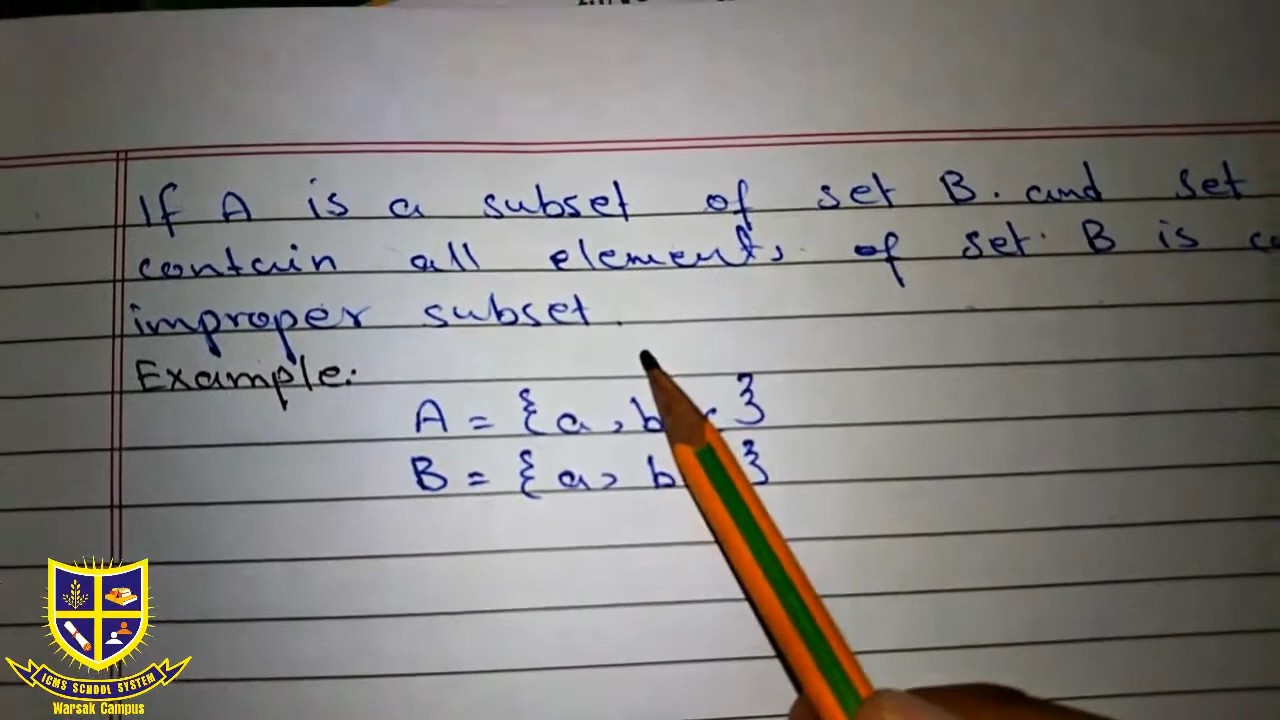 If A is a subset of set B. and set
contain all elements of set B is
improper subset.
Example:
A = {a, b }
B = {a, b }
ICMS SCHOOL SYSTEM
Warsak Campus